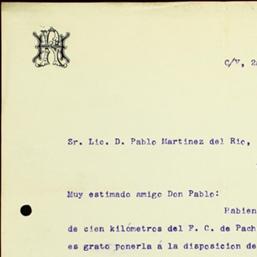 C/V, 2
Sr. Lic. D. Pablo Martinez del Rio,
Muy estimado amigo Don Pablo:
Habien
de cien kilómetros del F. C. de Pach
es grato ponerla á la disposicion de